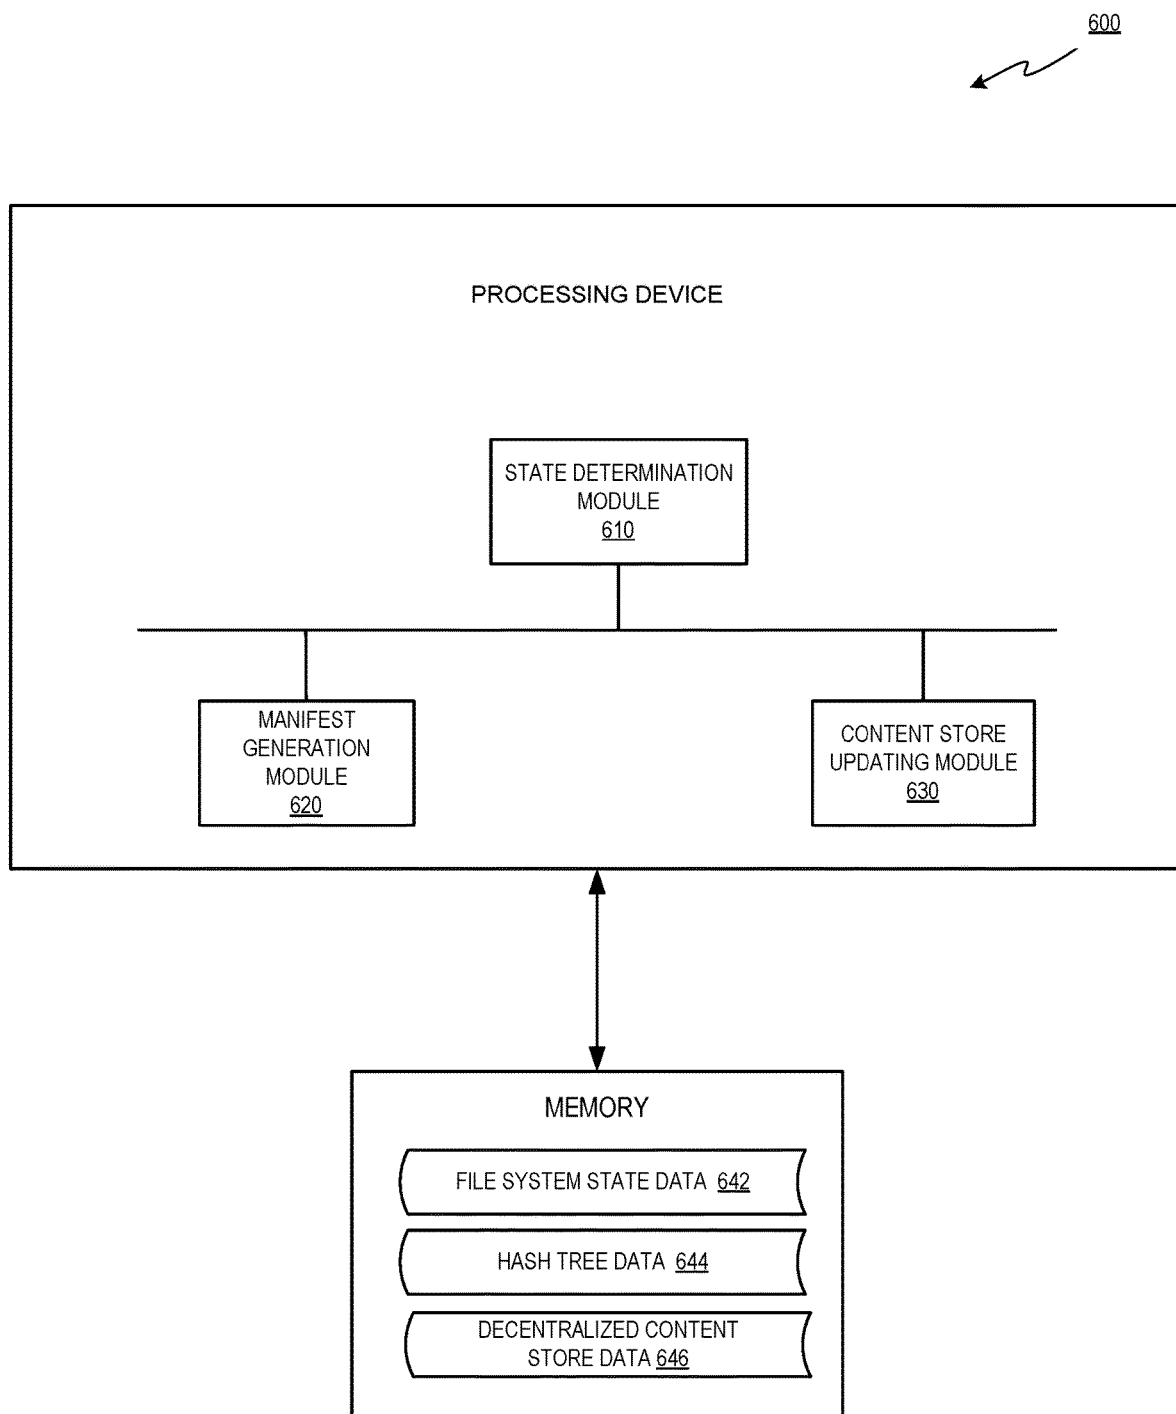 600
PROCESSING DEVICE
STATE DETERMINATION
MODULE
610
MANIFEST
GENERATION
MODULE
620
CONTENT STORE
UPDATING MODULE
630
MEMORY
FILE SYSTEM STATE DATA 642
HASH TREE DATA 644
DECENTRALIZED CONTENT
STORE DATA 646